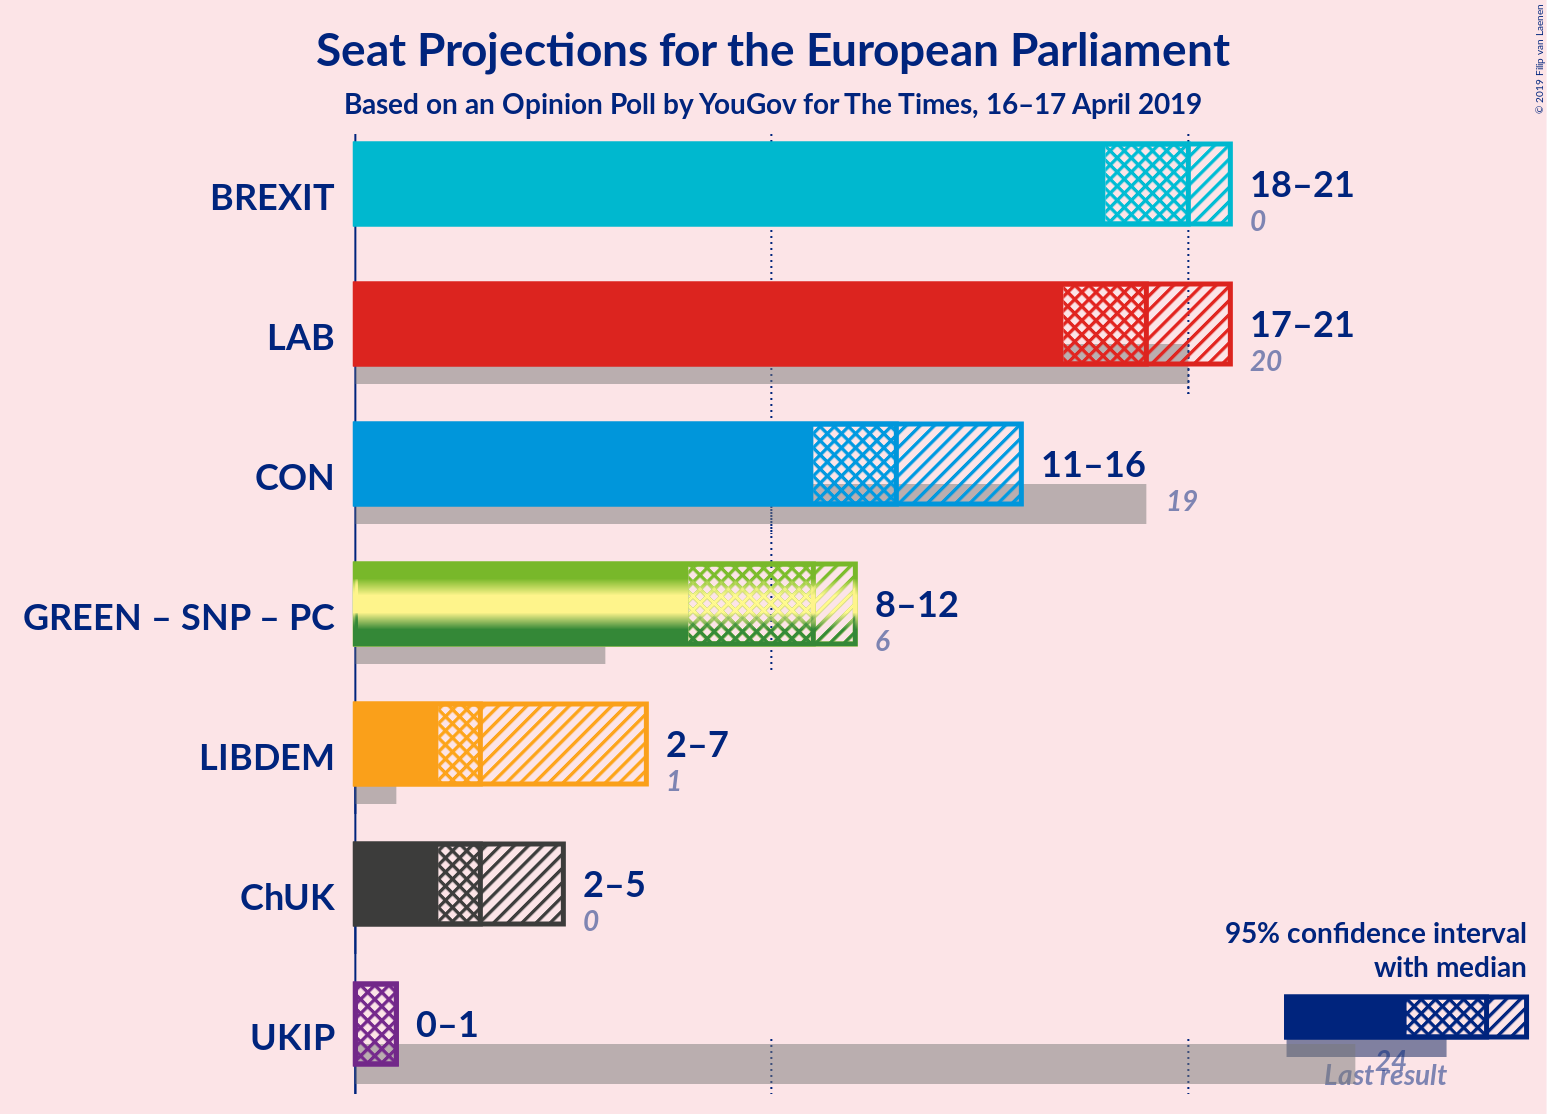 Seat Projections for the European Parliament
Based on an Opinion Poll by YouGov for The Times, 16–17 April 2019
© 2019 Filip van Laenen
BREXIT
18–21
0
LAB
17–21
20
CON
11–16
19
GREEN – SNP – PC
8–12
6
LIBDEM
2–7
1
ChUK
2–5
0
UKIP
0–1
24
95% confidence interval
with median
Last result